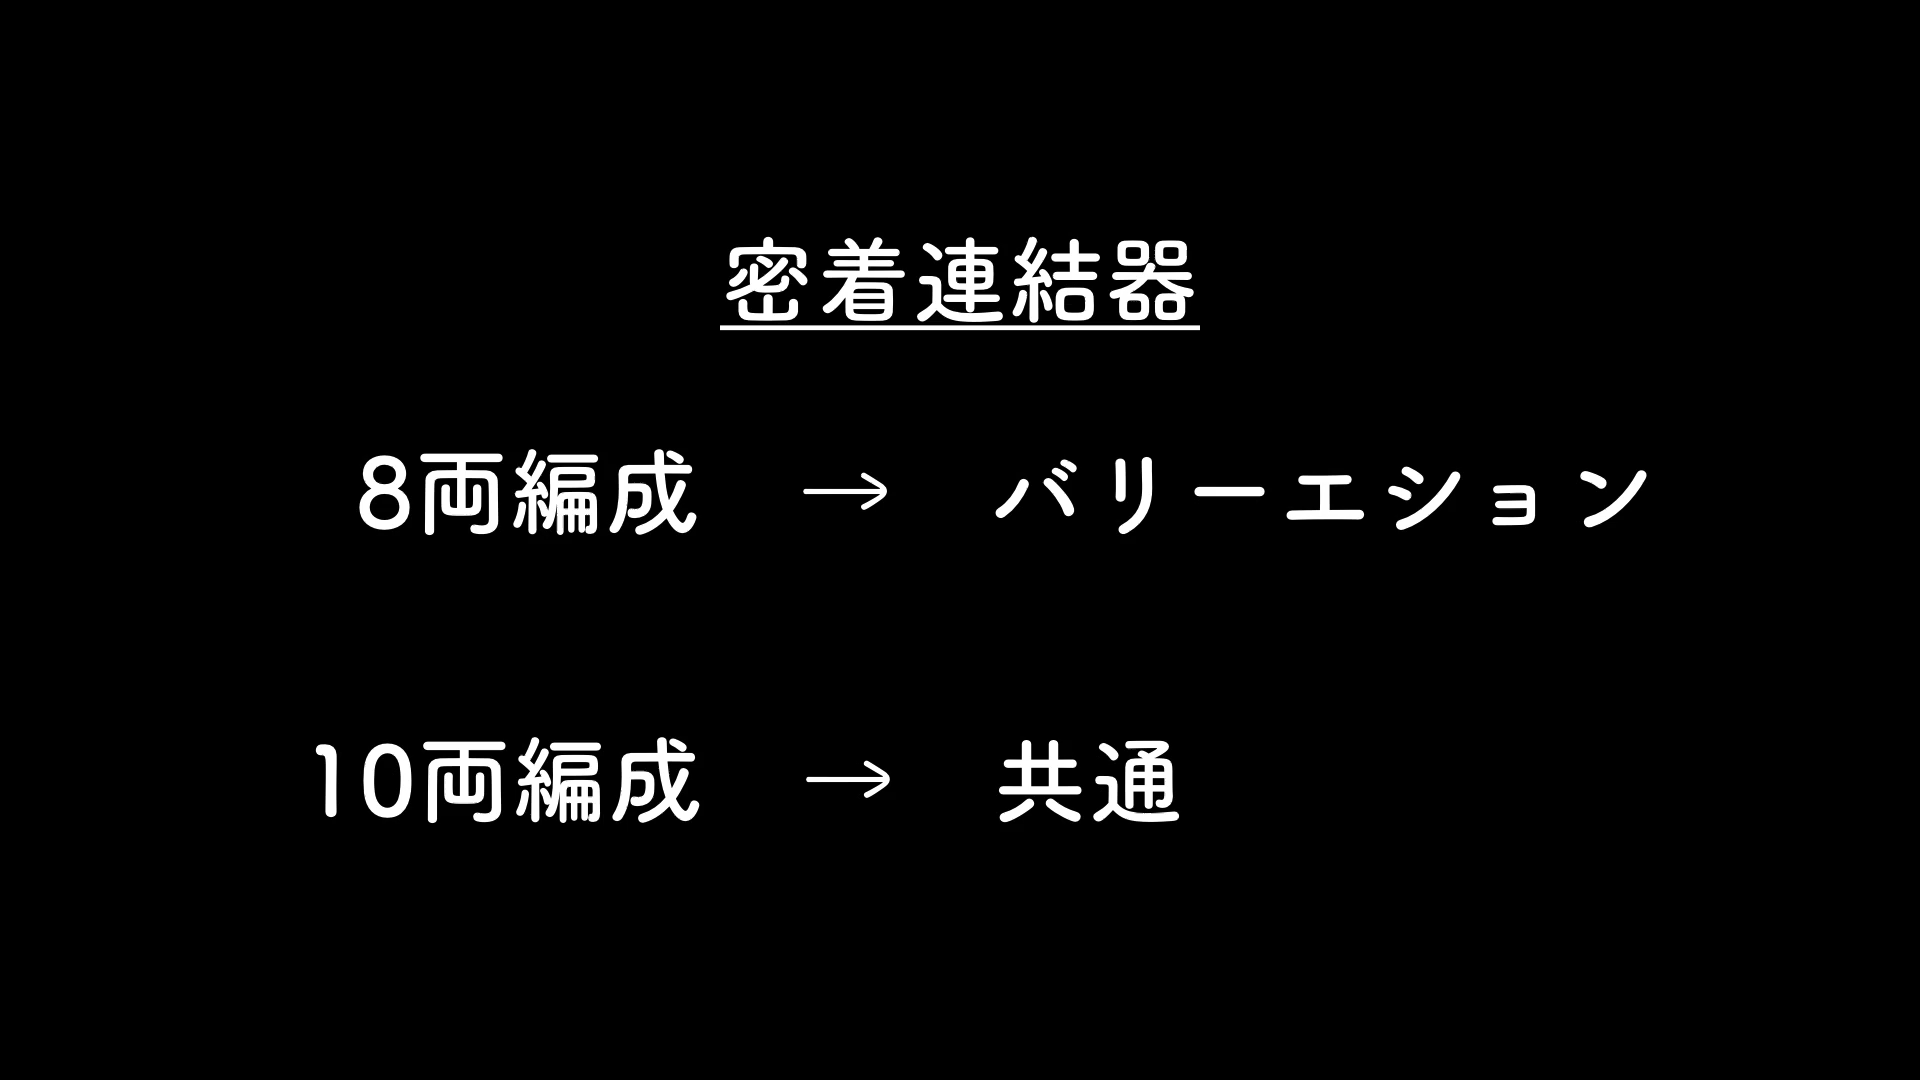 密着連結器
8両編成 → バリーエション
10両編成 → 共通